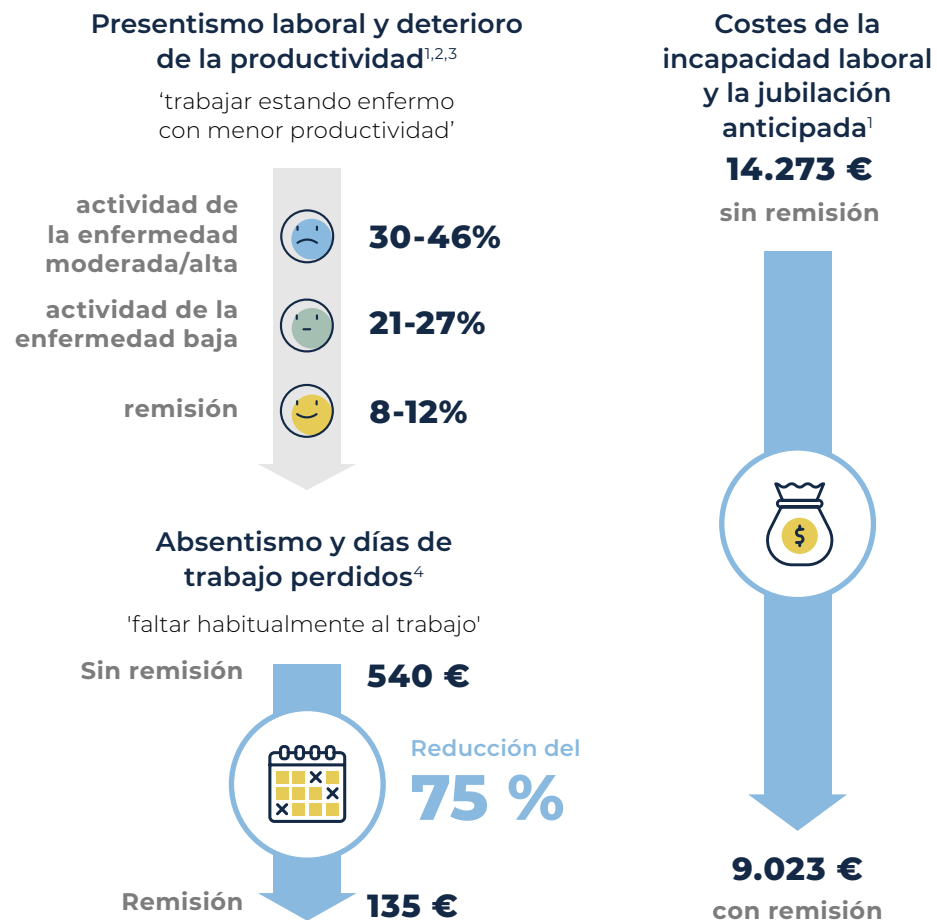 Presentismo laboral y deterioro
de la productividad1,2,3
‘trabajar estando enfermo
con menor productividad’
actividad de
la enfermedad
moderada/alta
30-46%
actividad de la
enfermedad baja
21-27%
remisión
8-12%
Absentismo y días de
trabajo perdidos4
'faltar habitualmente al trabajo'
Sin remisión
540 €
Reducción del
75 %
Remisión
135 €
Costes de la
incapacidad laboral
y la jubilación
anticipada1
14.273 €
sin remisión
$
9.023 €
con remisión